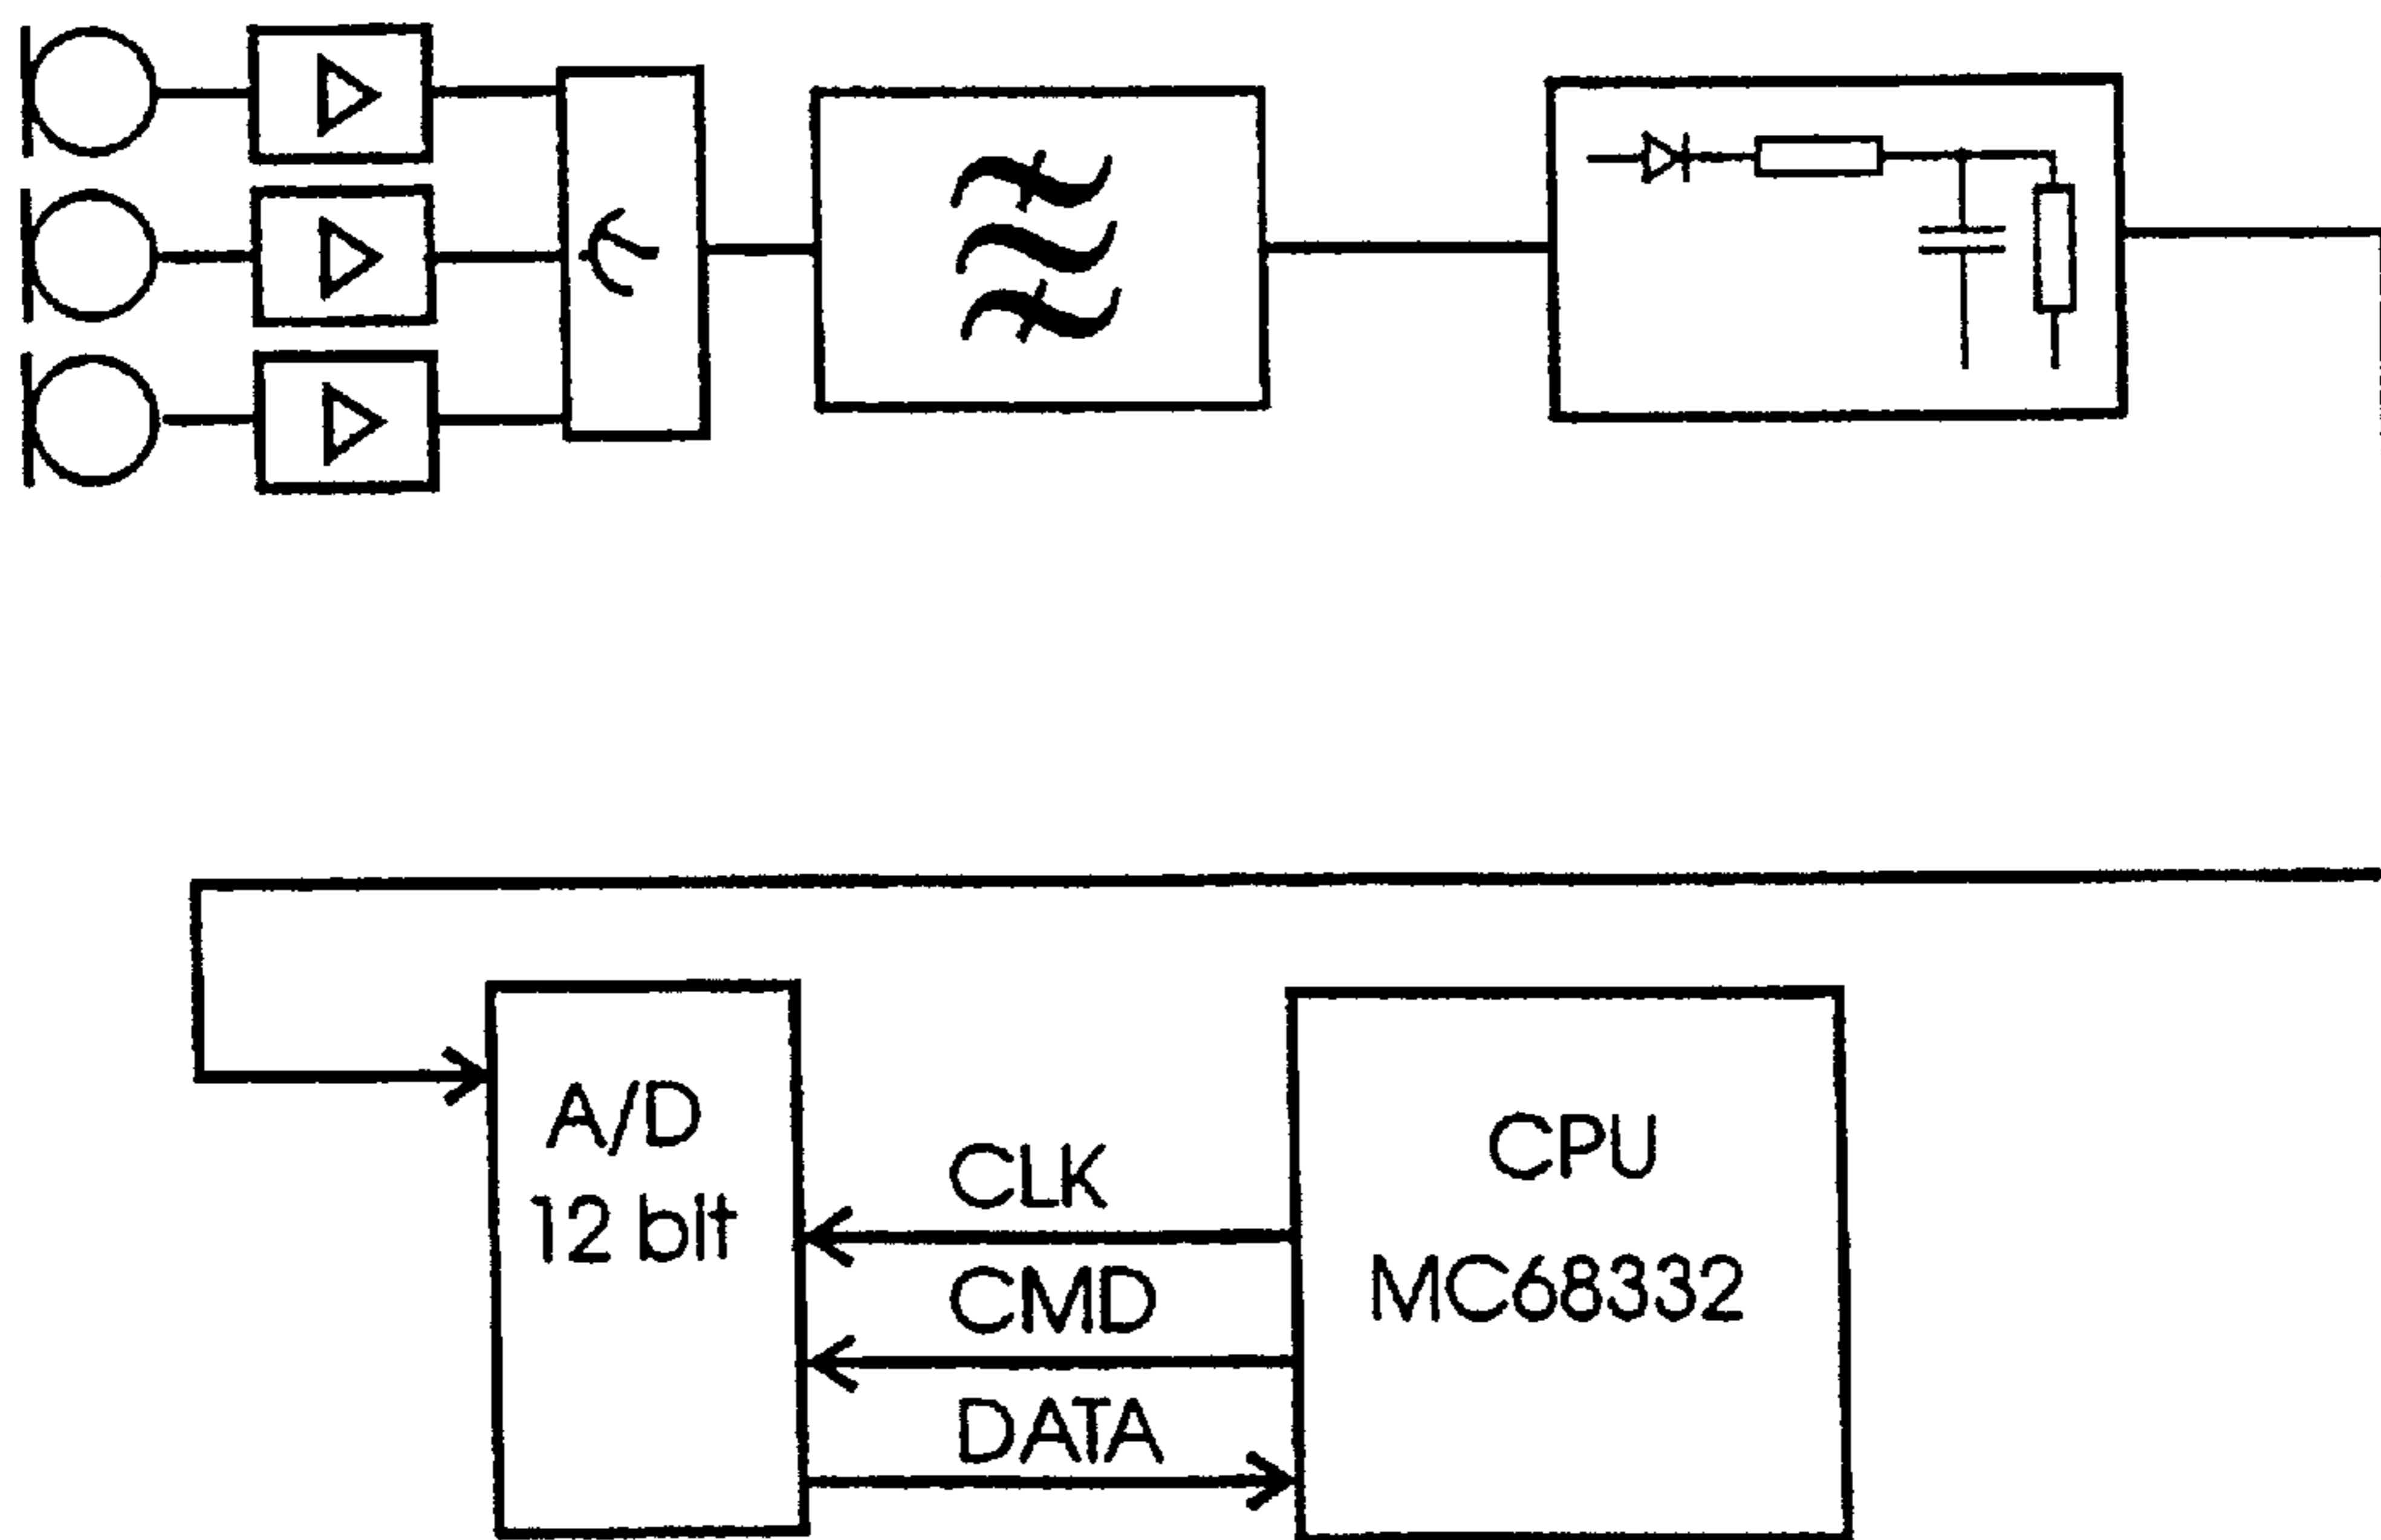 A/D
12 bit
CLK
CMD
DATA
CPU
MC68332